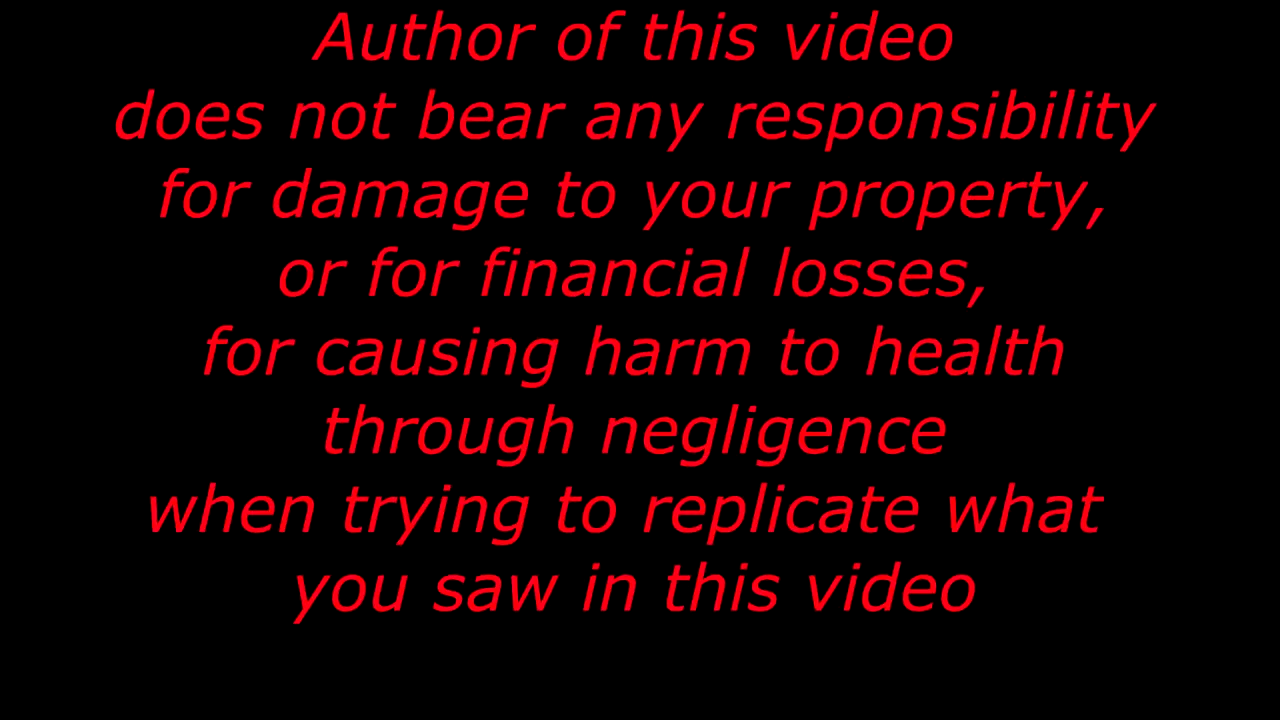 Author of this video
does not bear any responsibility
for damage to your property,
or for financial losses,
for causing harm to health
through negligence
when trying to replicate what
you saw in this video